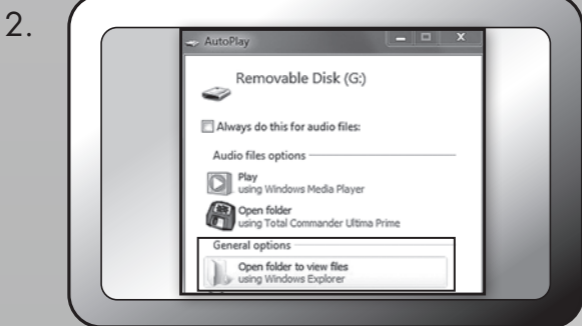 2.
AutoPlay
Removable Disk (G:)
Always do this for audio files:
Audio files options
Play
using Windows Media Player
Open folder
using Total Commander Ultima Prime
General options
Open folder to view files
using Windows Explorer